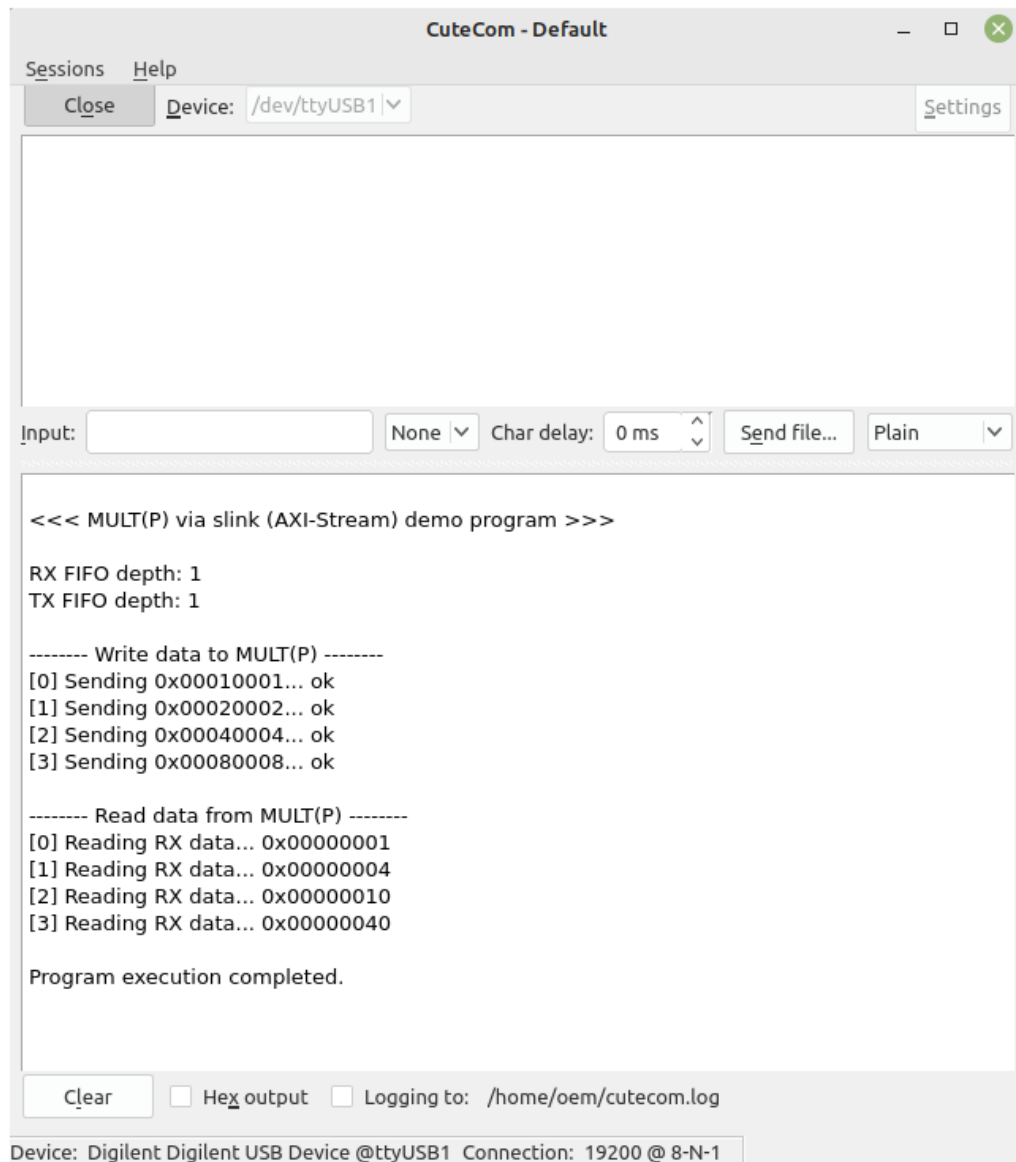 CuteCom - Default
Sessions Help
Close Device: /dev/ttyUSB1 Settings
Input: None Char delay: 0 ms Send file... Plain
<<< MULT(P) via slink (AXI-Stream) demo program >>>
RX FIFO depth: 1
TX FIFO depth: 1
-------- Write data to MULT(P) --------
[0] Sending 0x00010001... ok
[1] Sending 0x00020002... ok
[2] Sending 0x00040004... ok
[3] Sending 0x00080008... ok
-------- Read data from MULT(P) --------
[0] Reading RX data... 0x00000001
[1] Reading RX data... 0x00000004
[2] Reading RX data... 0x00000010
[3] Reading RX data... 0x00000040
Program execution completed.
Clear Hex output Logging to: /home/oem/cutecom.log
Device: Digilent Digilent USB Device @ttyUSB1 Connection: 19200 @ 8-N-1